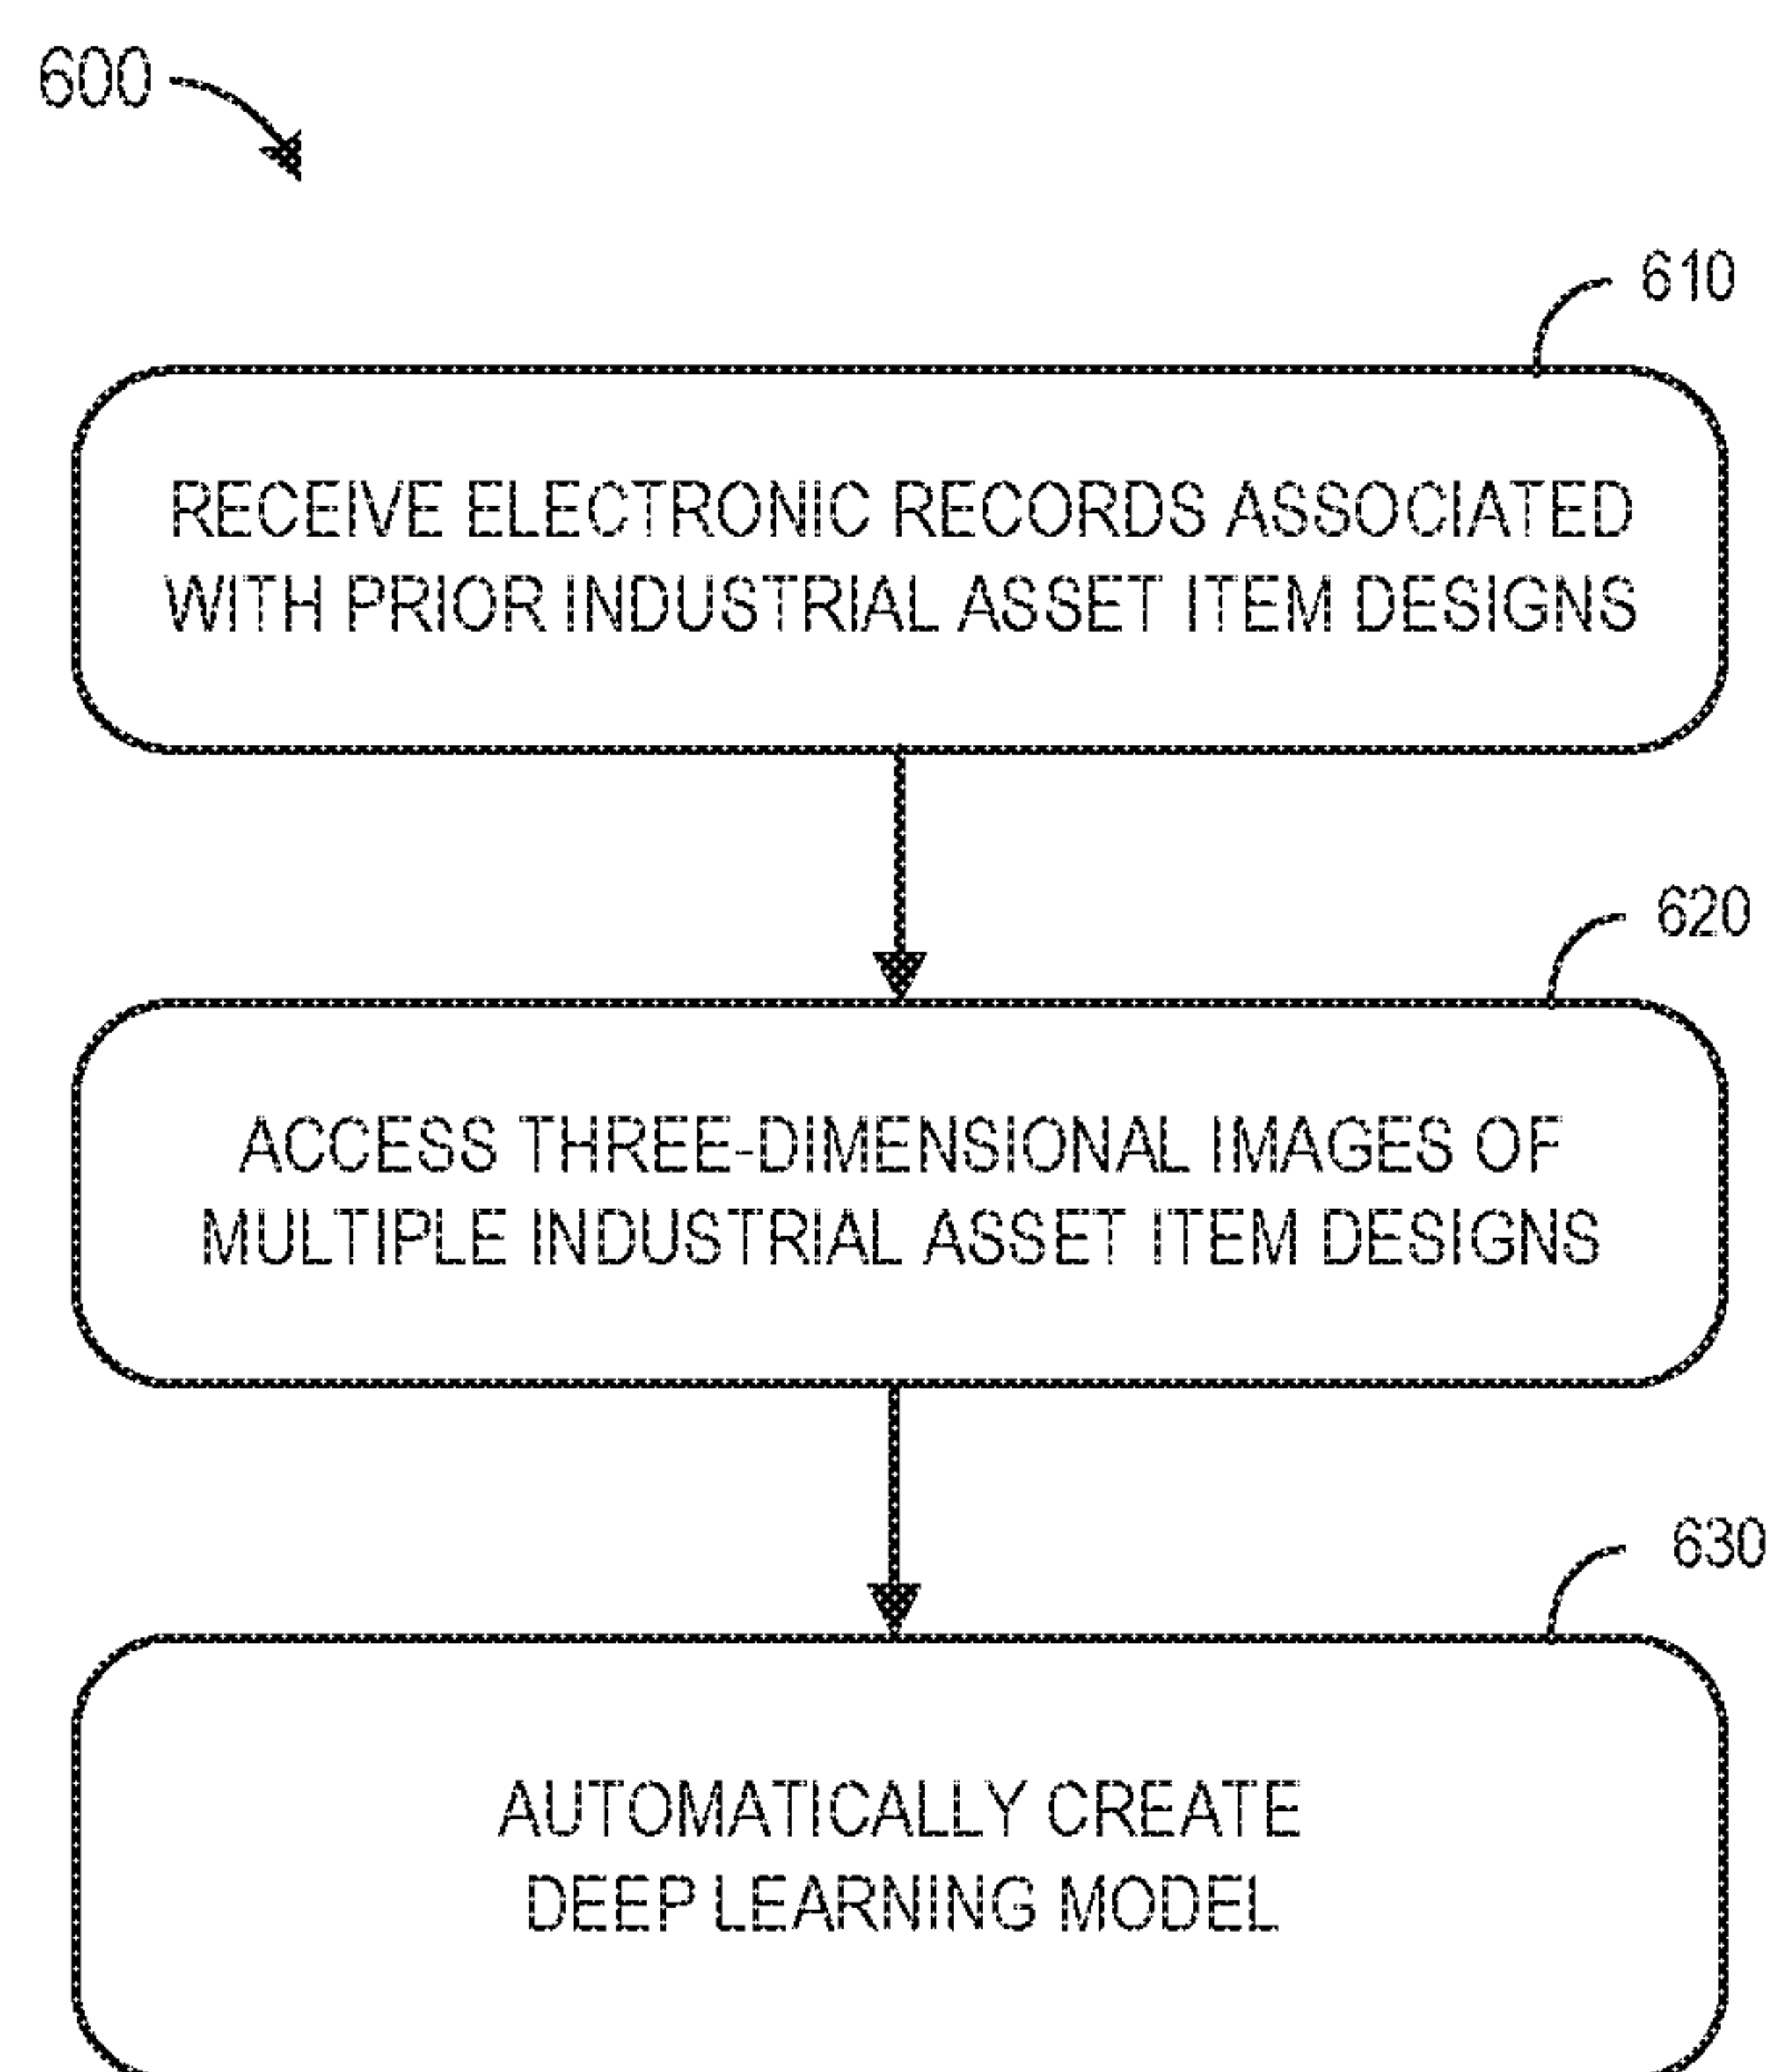 600
610
RECEIVE ELECTRONIC RECORDS ASSOCIATED
WITH PRIOR INDUSTRIAL ASSET ITEM DESIGNS
620
ACCESS THREE-DIMENSIONAL IMAGES OF
MULTIPLE INDUSTRIAL ASSET ITEM DESIGNS
630
AUTOMATICALLY CREATE
DEEP LEARNING MODEL